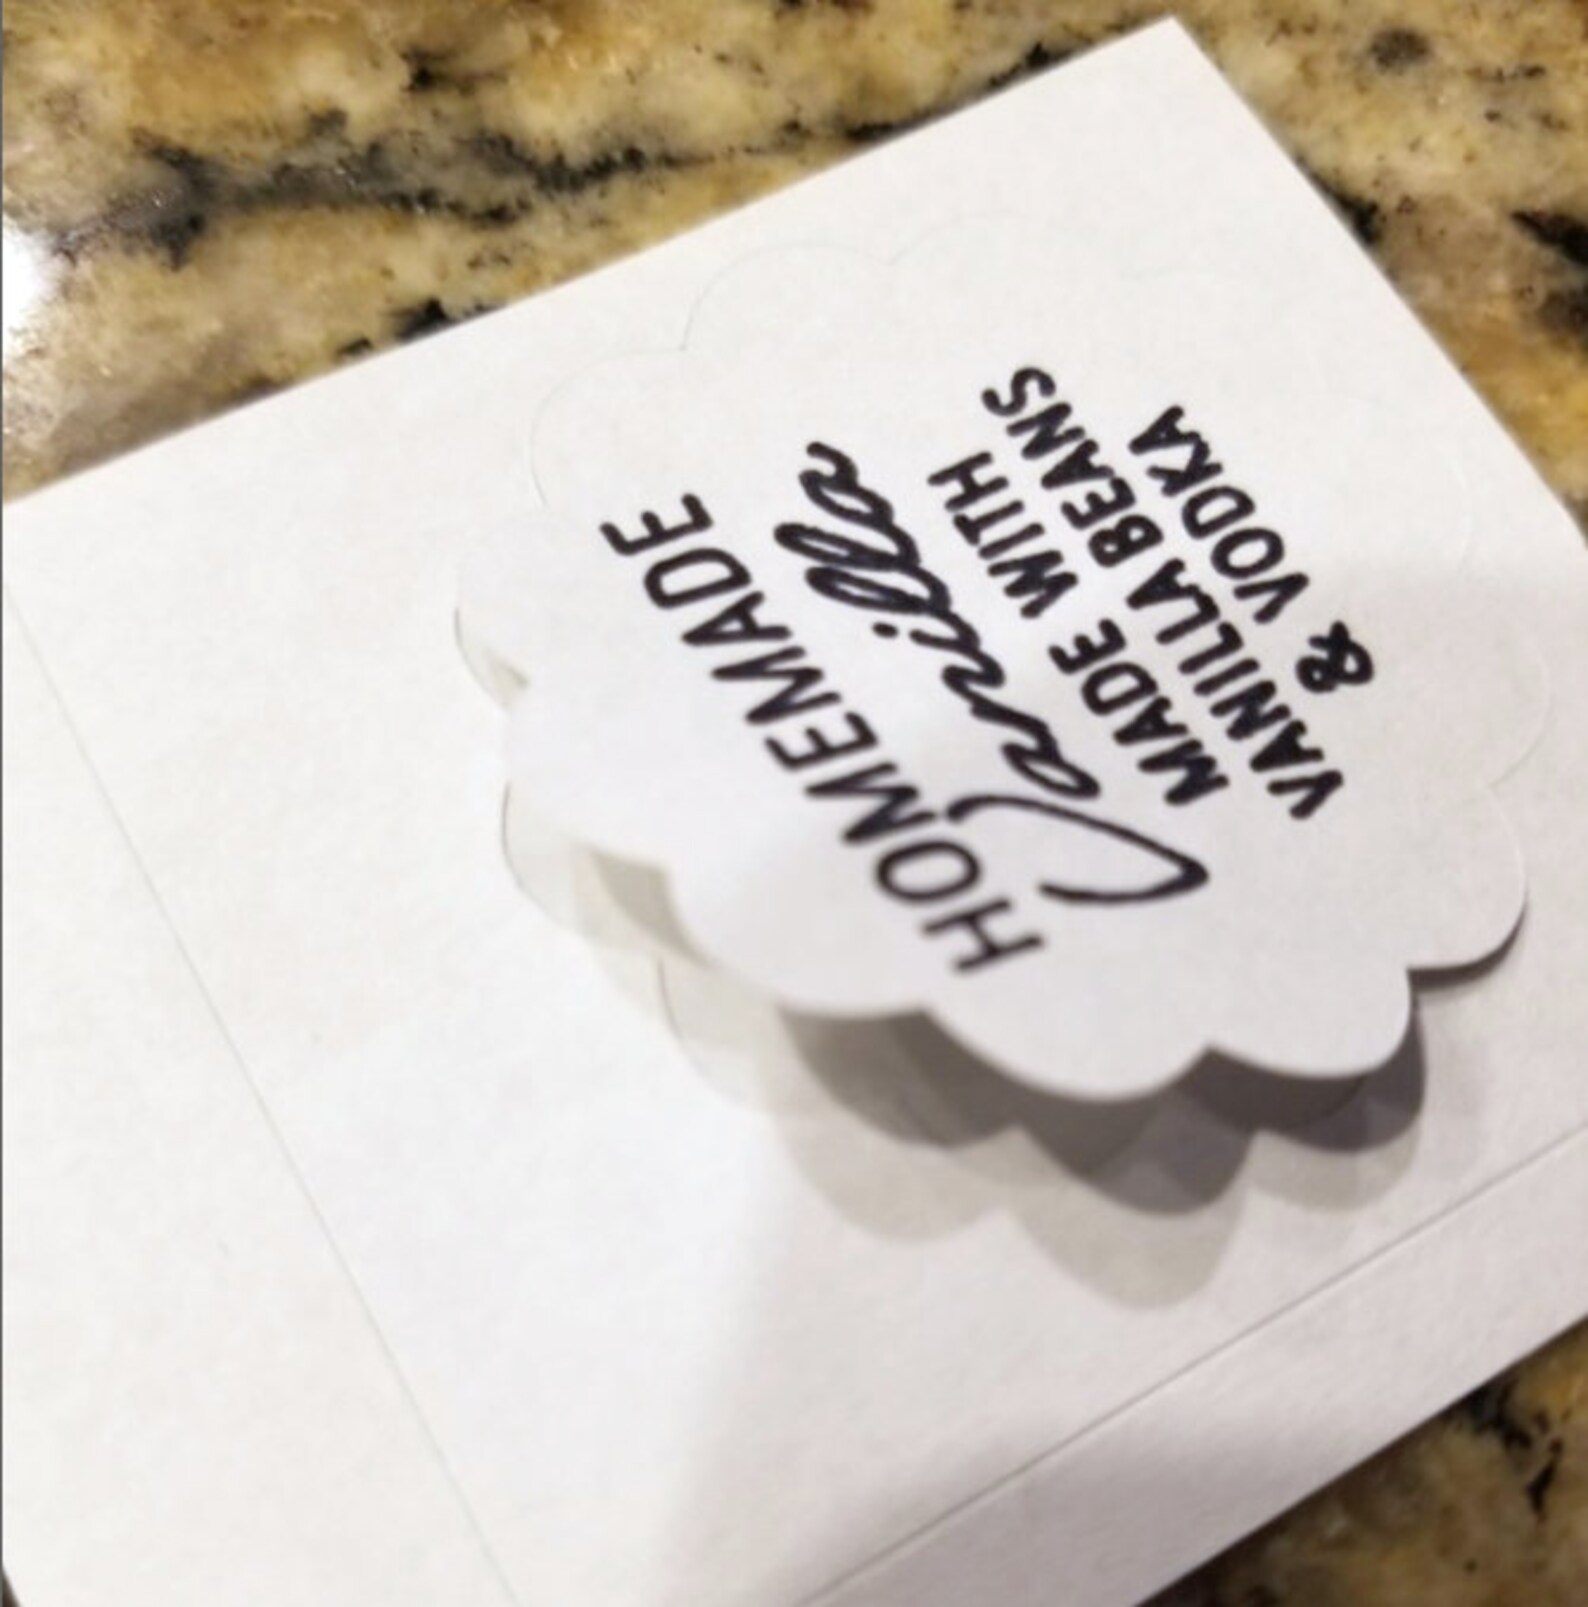 HOMEMADE
Vanilla
MADE WITH
VANILLA BEANS
& VODKA